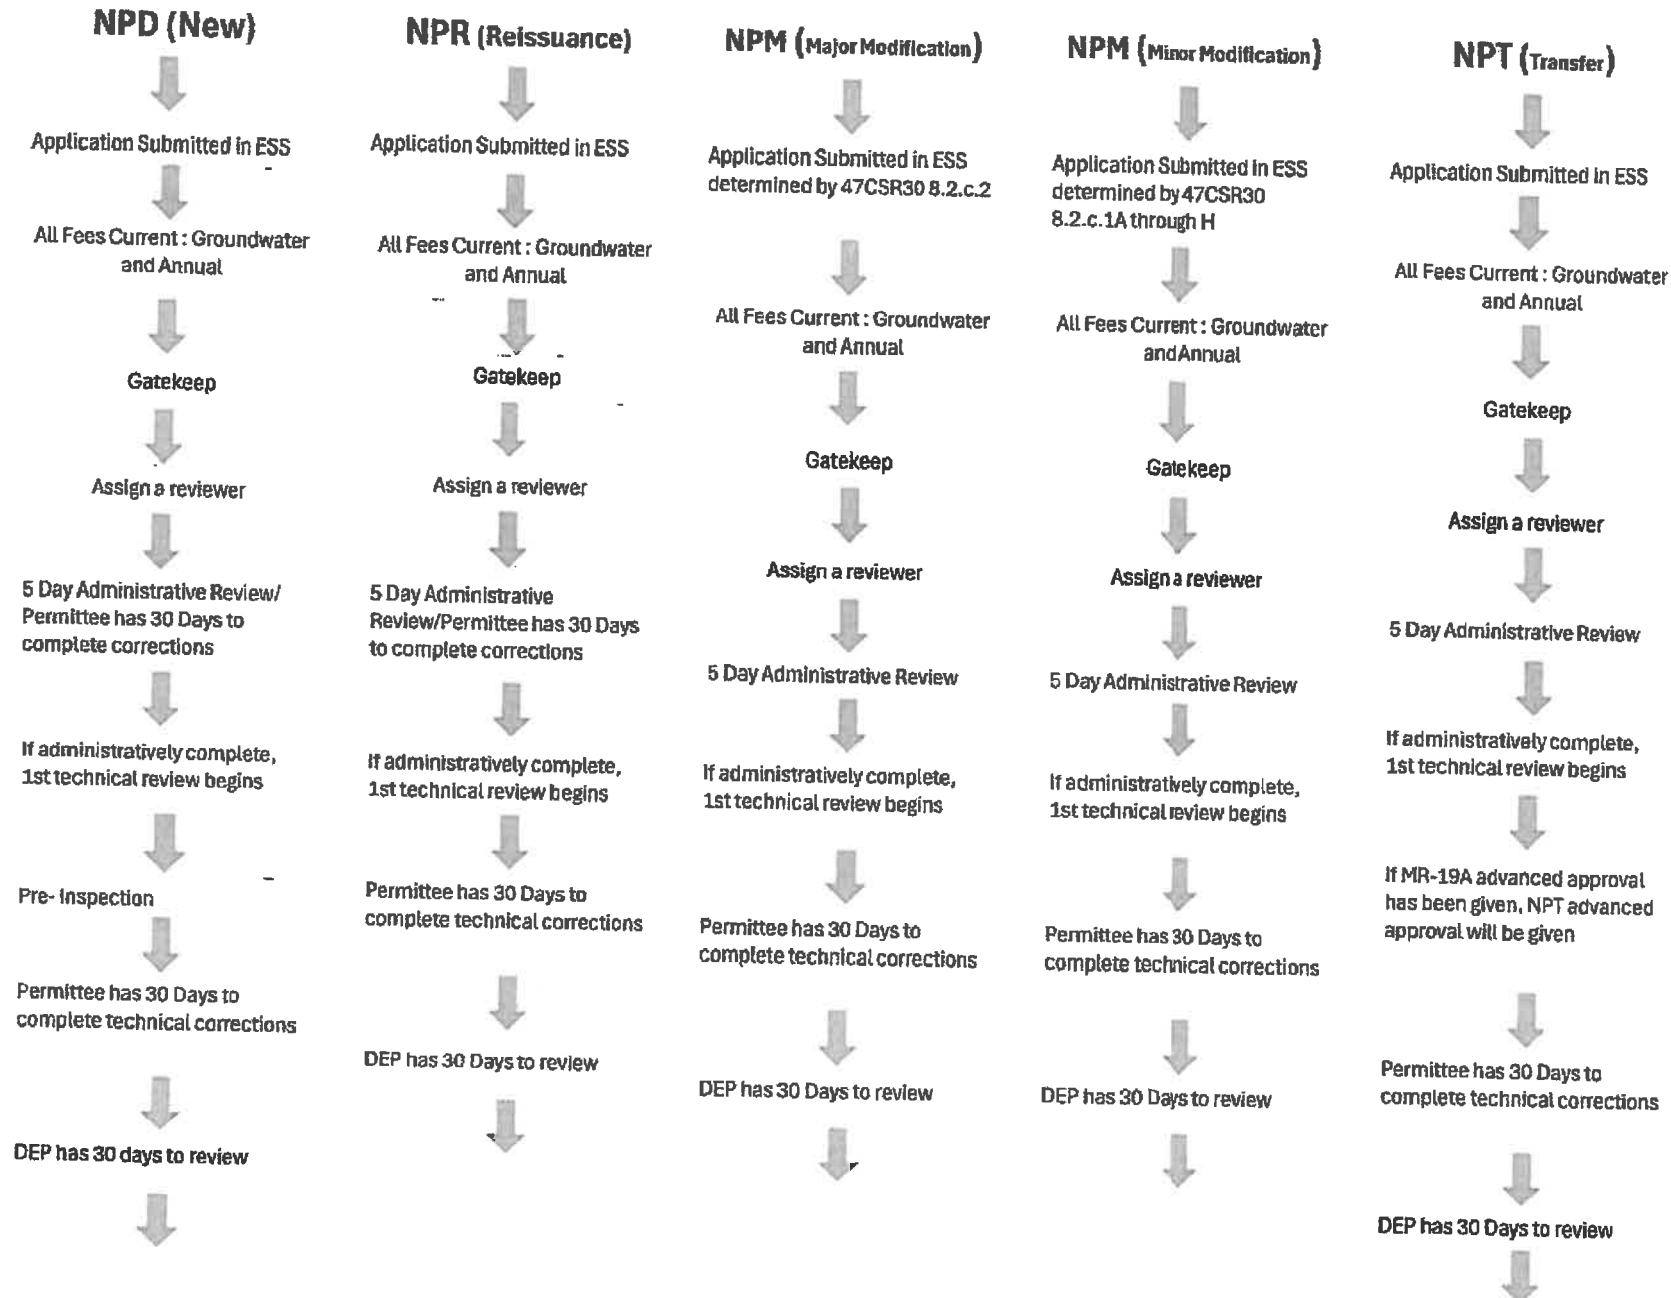 NPD (New)
Application Submitted in ESS
All Fees Current : Groundwater
and Annual
Gatekeep
Assign a reviewer
5 Day Administrative Review/
Permittee has 30 Days to
complete corrections
If administratively complete,
1st technical review begins
Pre- Inspection
Permittee has 30 Days to
complete technical corrections
DEP has 30 days to review
NPR (Reissuance)
Application Submitted in ESS
All Fees Current : Groundwater
and Annual
Gatekeep
Assign a reviewer
5 Day Administrative
Review/Permittee has 30 Days
to complete corrections
If administratively complete,
1st technical review begins
Permittee has 30 Days to
complete technical corrections
DEP has 30 Days to review
NPM (Major Modification)
Application Submitted in ESS
determined by 47CSR30 8.2.c.2
All Fees Current : Groundwater
and Annual
Gatekeep
Assign a reviewer
5 Day Administrative Review
If administratively complete,
1st technical review begins
Permittee has 30 Days to
complete technical corrections
DEP has 30 Days to review
NPM (Minor Modification)
Application Submitted in ESS
determined by 47CSR30
8.2.c.1A through H
All Fees Current : Groundwater
and Annual
Gatekeep
Assign a reviewer
5 Day Administrative Review
If administratively complete,
1st technical review begins
Permittee has 30 Days to
complete technical corrections
DEP has 30 Days to review
NPT (Transfer)
Application Submitted in ESS
All Fees Current : Groundwater
and Annual
Gatekeep
Assign a reviewer
5 Day Administrative Review
If administratively complete,
1st technical review begins
If MR-19A advanced approval
has been given, NPT advanced
approval will be given
Permittee has 30 Days to
complete technical corrections
DEP has 30 Days to review